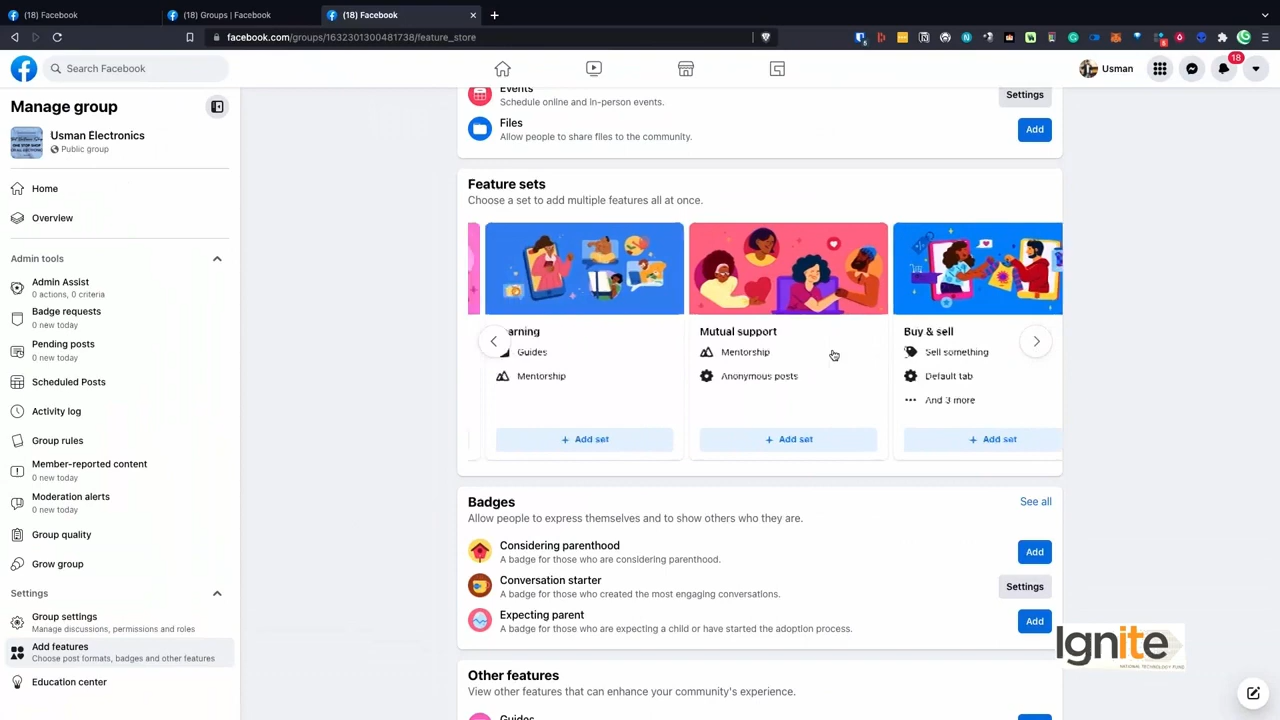 (18) Facebook
(18) Groups | Facebook
(18) Facebook
facebook.com/groups/1632301300481738/feature_store
Search Facebook
Usman
18
Manage group
Usman Electronics
Public group
Home
Overview
Admin tools
Admin Assist
0 actions, 0 criteria
Badge requests
0 new today
Pending posts
0 new today
Scheduled Posts
Activity log
Group rules
Member-reported content
0 new today
Moderation alerts
0 new today
Group quality
Grow group
Settings
Group settings
Manage discussions, permissions and roles
Add features
Choose post formats, badges and other features
Education center
Events
Schedule online and in-person events.
Settings
Files
Allow people to share files to the community.
Add
Feature sets
Choose a set to add multiple features all at once.
arning
Guides
Mentorship
+ Add set
Mutual support
Mentorship
Anonymous posts
+ Add set
Buy & sell
Sell something
Default tab
And 3 more
+ Add set
Badges
See all
Allow people to express themselves and to show others who they are.
Considering parenthood
A badge for those who are considering parenthood.
Add
Conversation starter
A badge for those who created the most engaging conversations.
Settings
Expecting parent
A badge for those who are expecting a child or have started the adoption process.
Add
Other features
View other features that can enhance your community's experience.
Guides
Ignite
NATIONAL TECHNOLOGY FUND